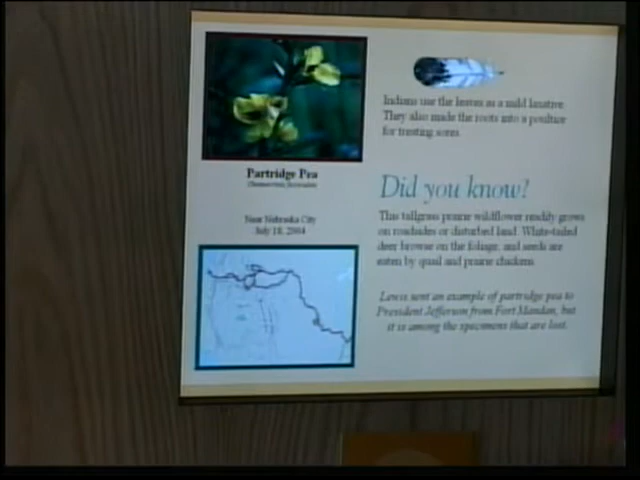 Partridge Pea
Near Nebraska City
July 18, 2004
Indians use the leaves as a mild laxative.
They also made the roots into a poultice
for treating sores.
Did you know?
This tallgrass prairie wildflower readily grows
on roadsides or disturbed land. White-tailed
deer browse on the foliage, and seeds are
eaten by quail and prairie chickens.
Lewis sent an example of partridge pea to
President Jefferson from Fort Mandan, but
it is among the specimens that are lost.